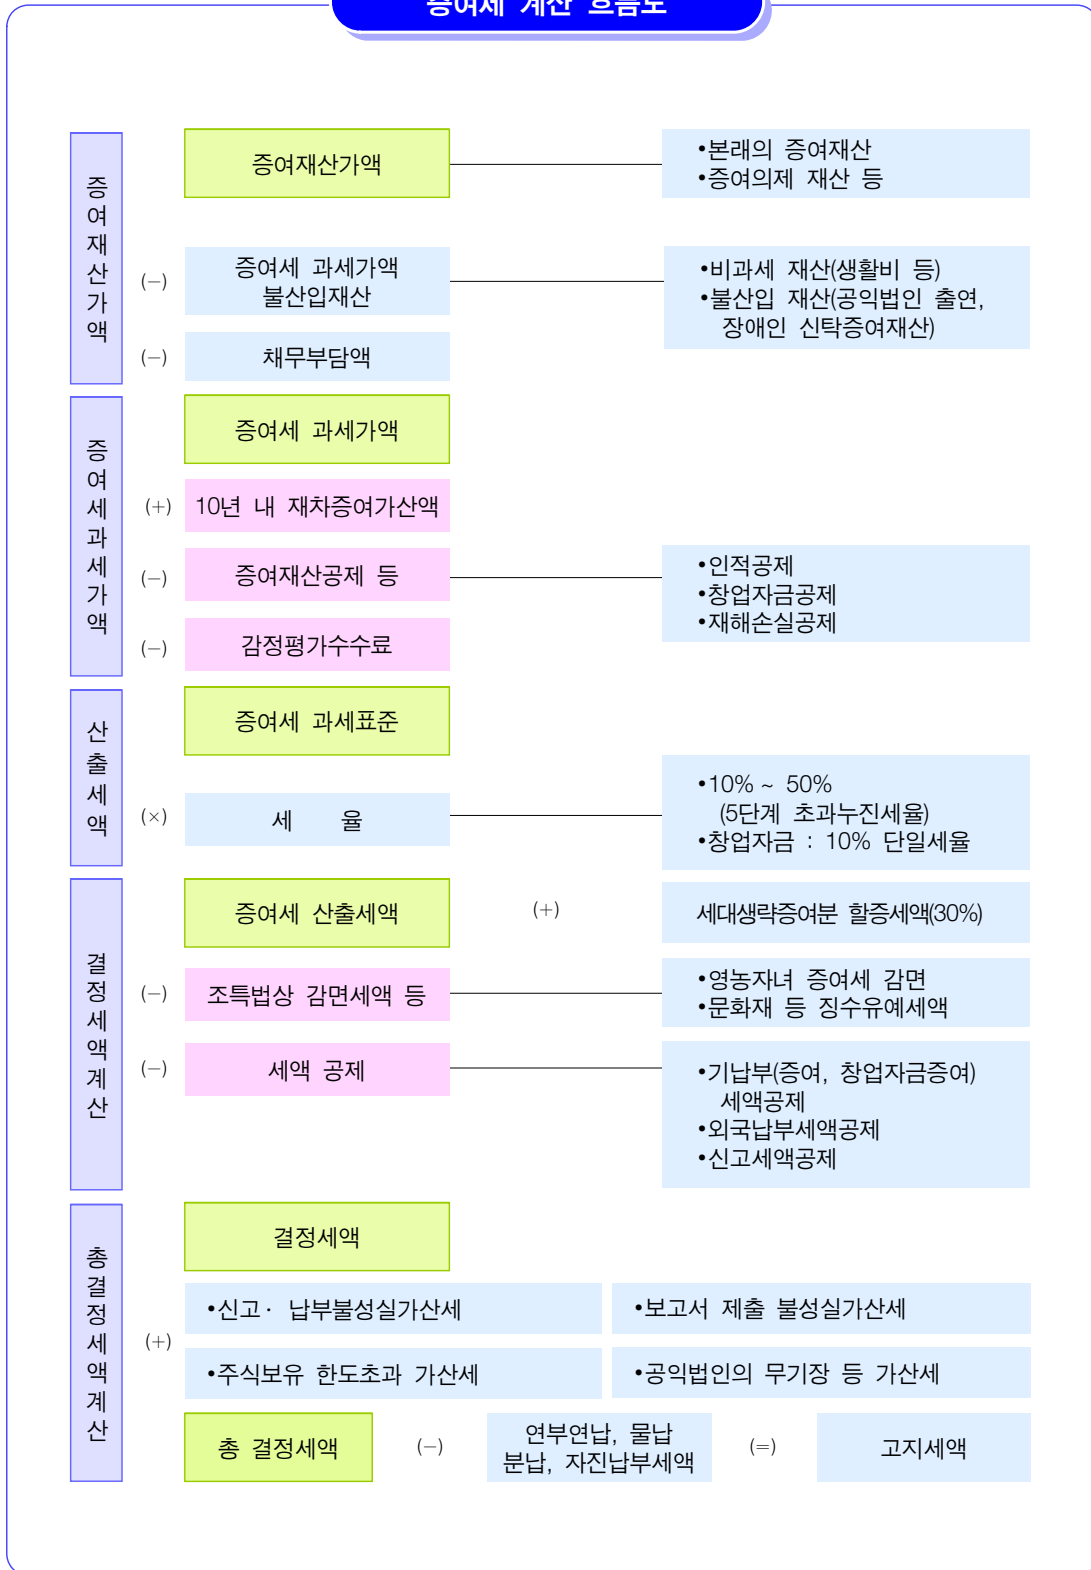 증여세 계산 흐름도
증여재산가액
증여재산가액
•본래의 증여재산
•증여의제 재산 등
(−)
증여세 과세가액
불산입재산
•비과세 재산(생활비 등)
•불산입 재산(공익법인 출연,
장애인 신탁증여재산)
(−)
채무부담액
증여세과세가액
증여세 과세가액
(+)
10년 내 재차증여가산액
(−)
증여재산공제 등
•인적공제
•창업자금공제
•재해손실공제
(−)
감정평가수수료
산출세액
증여세 과세표준
(×)
세 율
•10% ~ 50%
(5단계 초과누진세율)
•창업자금 : 10% 단일세율
결정세액계산
증여세 산출세액
(+)
세대생략증여분 할증세액(30%)
(−)
조특법상 감면세액 등
•영농자녀 증여세 감면
•문화재 등 징수유예세액
(−)
세액 공제
•기납부(증여, 창업자금증여)
세액공제
•외국납부세액공제
•신고세액공제
총결정세액계산
결정세액
(+)
•신고· 납부불성실가산세
•보고서 제출 불성실가산세
•주식보유 한도초과 가산세
•공익법인의 무기장 등 가산세
총 결정세액
(−)
연부연납, 물납
분납, 자진납부세액
(=)
고지세액